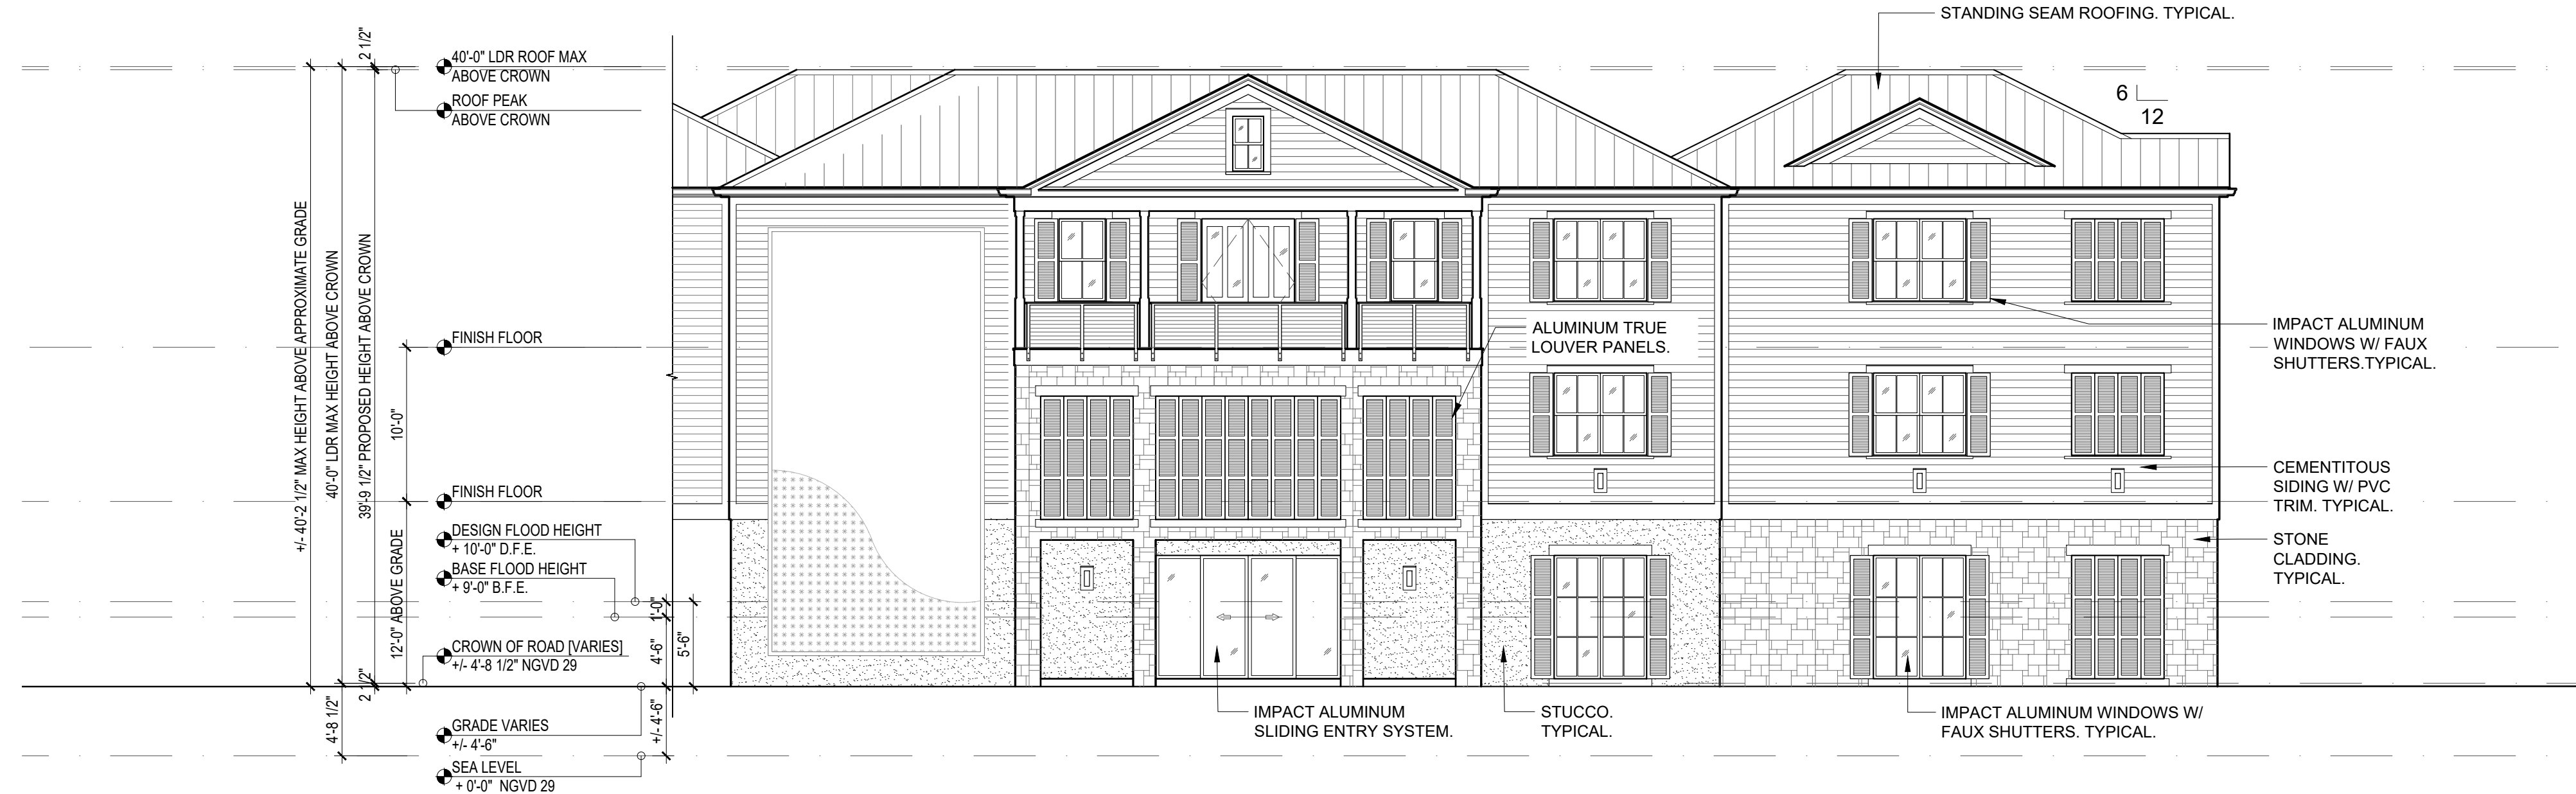 STANDING SEAM ROOFING. TYPICAL.
2 1/2"
40'-0" LDR ROOF MAX
ABOVE CROWN
ROOF PEAK
ABOVE CROWN
6
12
+/- 40'-2 1/2" MAX HEIGHT ABOVE APPROXIMATE GRADE
40'-0" LDR MAX HEIGHT ABOVE CROWN
39'-9 1/2" PROPOSED HEIGHT ABOVE CROWN
FINISH FLOOR
10'-0"
ALUMINUM TRUE
LOUVER PANELS.
IMPACT ALUMINUM
WINDOWS W/ FAUX
SHUTTERS.TYPICAL.
FINISH FLOOR
CEMENTITOUS
SIDING W/ PVC
TRIM. TYPICAL.
DESIGN FLOOD HEIGHT
+ 10'-0" D.F.E.
BASE FLOOD HEIGHT
+ 9'-0" B.F.E.
STONE
CLADDING.
TYPICAL.
12'-0" ABOVE GRADE
1'-0"
4'-6"
5'-6"
CROWN OF ROAD [VARIES]
+/- 4'-8 1/2" NGVD 29
2 1/2"
4'-8 1/2"
+/- 4'-6"
GRADE VARIES
+/- 4'-6"
SEA LEVEL
+ 0'-0" NGVD 29
IMPACT ALUMINUM
SLIDING ENTRY SYSTEM.
STUCCO.
TYPICAL.
IMPACT ALUMINUM WINDOWS W/
FAUX SHUTTERS. TYPICAL.